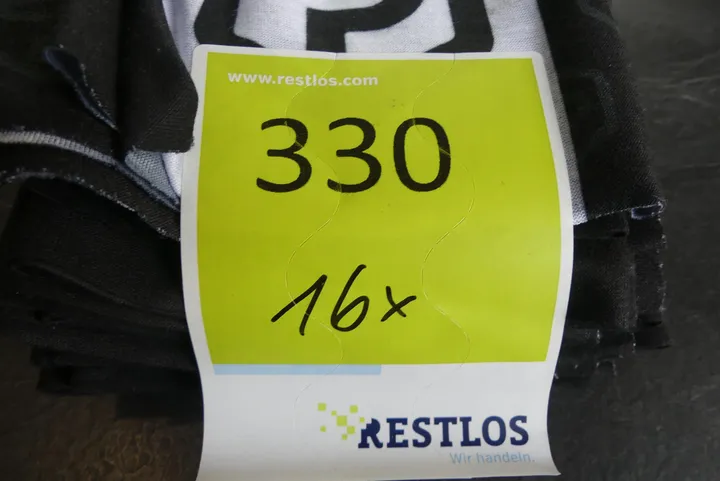 P
www.restlos.com
330
16x
RESTLOS
Wir handeln.